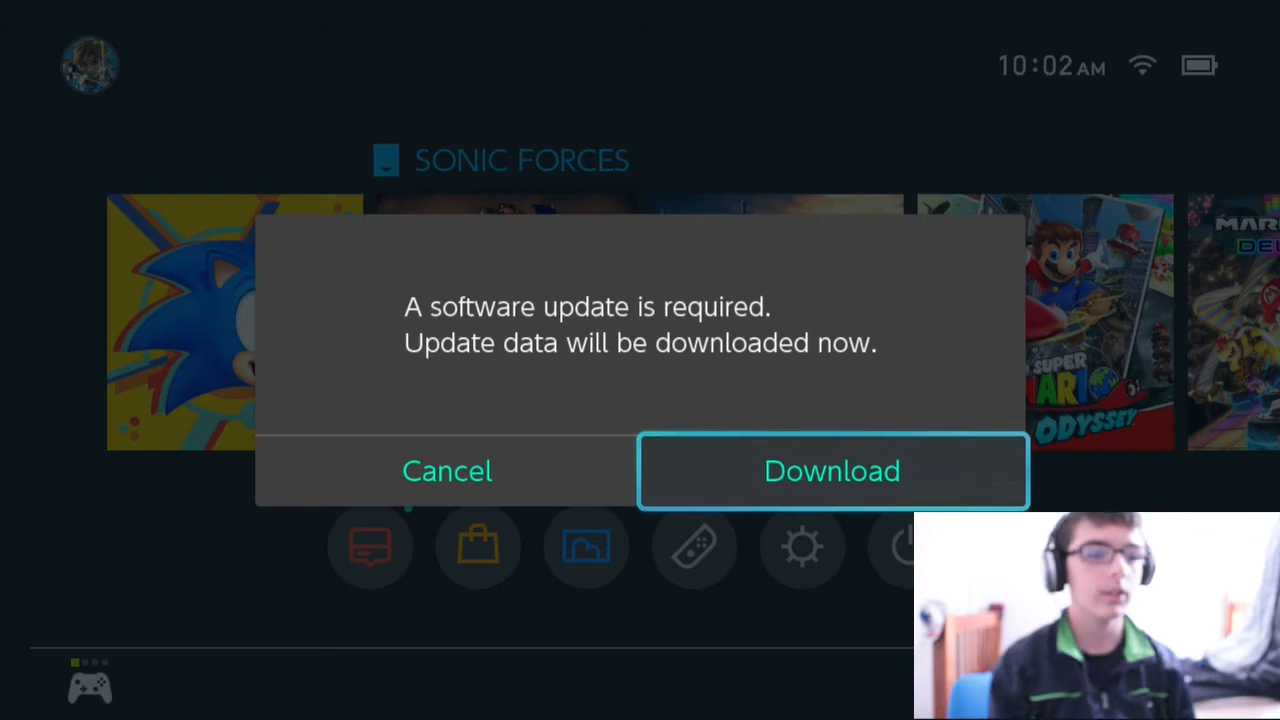 10:02 AM
SONIC FORCES
A software update is required.
Update data will be downloaded now.
Cancel
Download
SUPER
MARIO
ODYSSEY